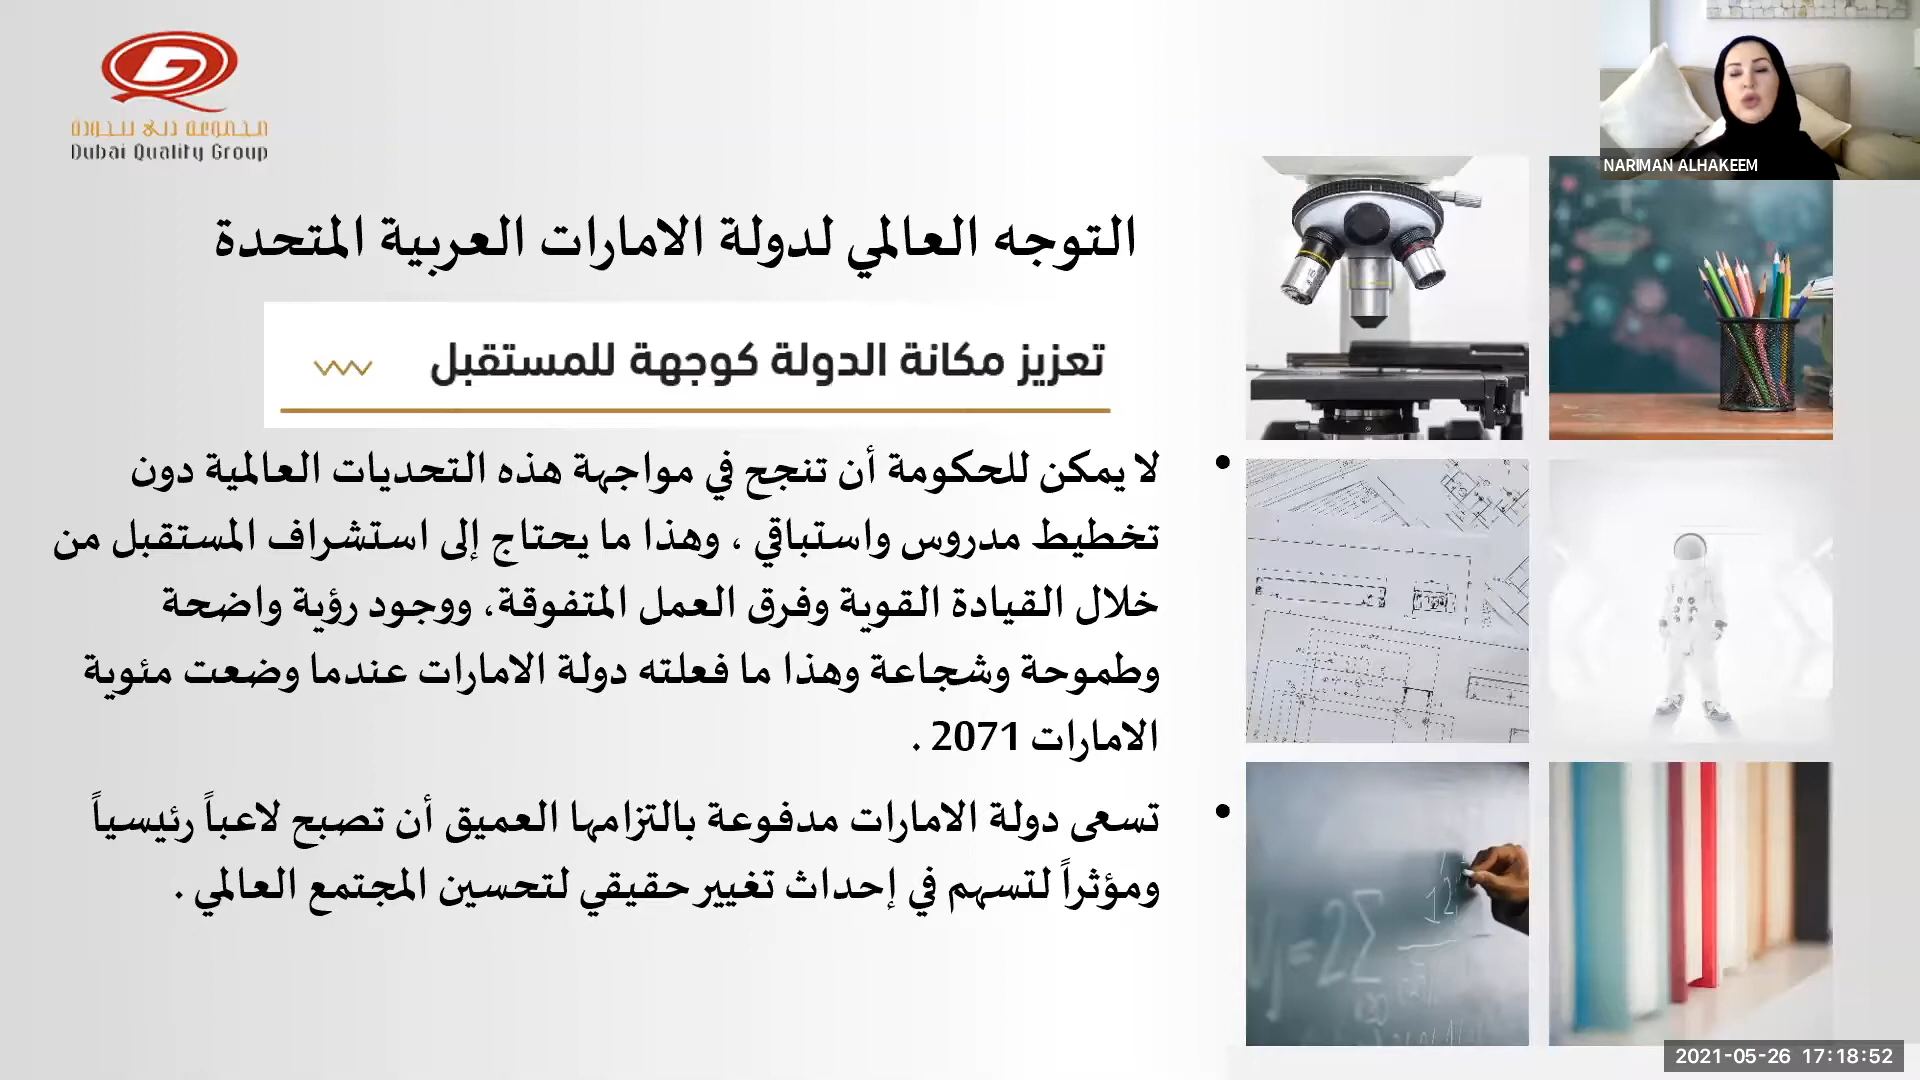 مجموعة دبي للجودة
Dubai Quality Group
NARIMAN ALHAKEEM
التوجه العالمي لدولة الامارات العربية المتحدة
تعزيز مكانة الدولة كوجهة للمستقبل
• لا يمكن للحكومة أن تنجح في مواجهة هذه التحديات العالمية دون
تخطيط مدروس واستباقي ، وهذا ما يحتاج إلى استشراف المستقبل من
خلال القيادة القوية وفرق العمل المتفوقة، ووجود رؤية واضحة
وطموحة وشجاعة وهذا ما فعلته دولة الامارات عندما وضعت مئوية
الامارات 2071 .
• تسعى دولة الامارات مدفوعة بالتزامها العميق أن تصبح لاعباً رئيسياً
ومؤثراً لتسهم في إحداث تغيير حقيقي لتحسين المجتمع العالمي .
2021-05-26 17:18:52